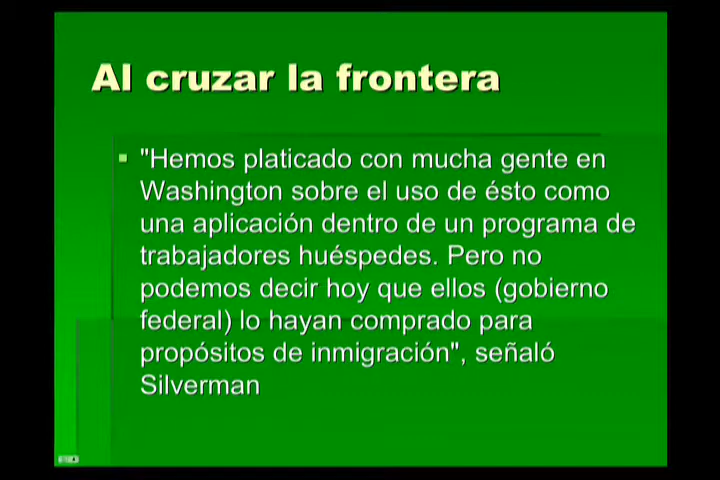 Al cruzar la frontera
"Hemos platicado con mucha gente en
Washington sobre el uso de ésto como
una aplicación dentro de un programa de
trabajadores huéspedes. Pero no
podemos decir hoy que ellos (gobierno
federal) lo hayan comprado para
propósitos de inmigración", señaló
Silverman